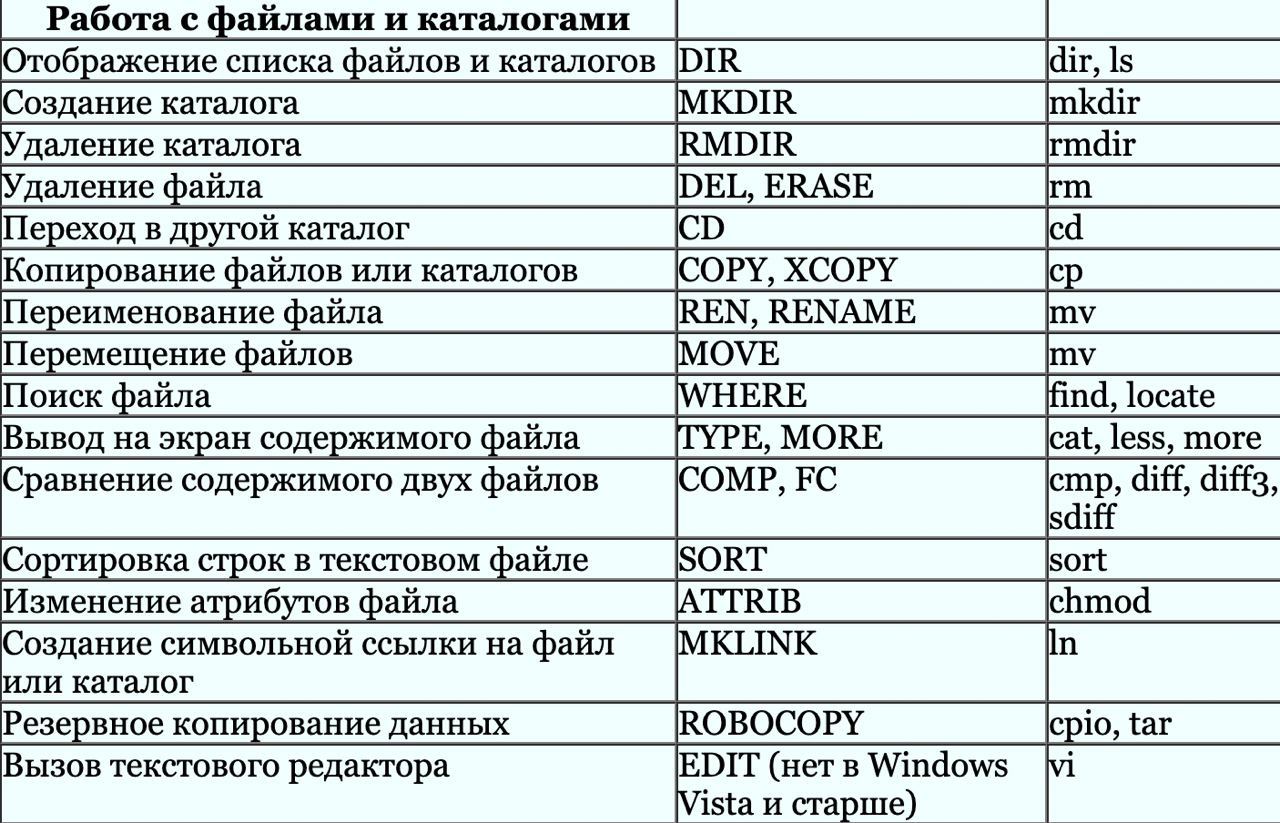 Работа с файлами и каталогами
Отображение списка файлов и каталогов DIR dir, ls
Создание каталога MKDIR mkdir
Удаление каталога RMDIR rmdir
Удаление файла DEL, ERASE rm
Переход в другой каталог CD cd
Копирование файлов или каталогов COPY, XCOPY cp
Переименование файла REN, RENAME mv
Перемещение файлов MOVE mv
Поиск файла WHERE find, locate
Вывод на экран содержимого файла TYPE, MORE cat, less, more
Сравнение содержимого двух файлов COMP, FC cmp, diff, diff3,
sdiff
Сортировка строк в текстовом файле SORT sort
Изменение атрибутов файла ATTRIB chmod
Создание символьной ссылки на файл MKLINK ln
или каталог
Резервное копирование данных ROBOCOPY cpio, tar
Вызов текстового редактора EDIT (нет в Windows vi
Vista и старше)